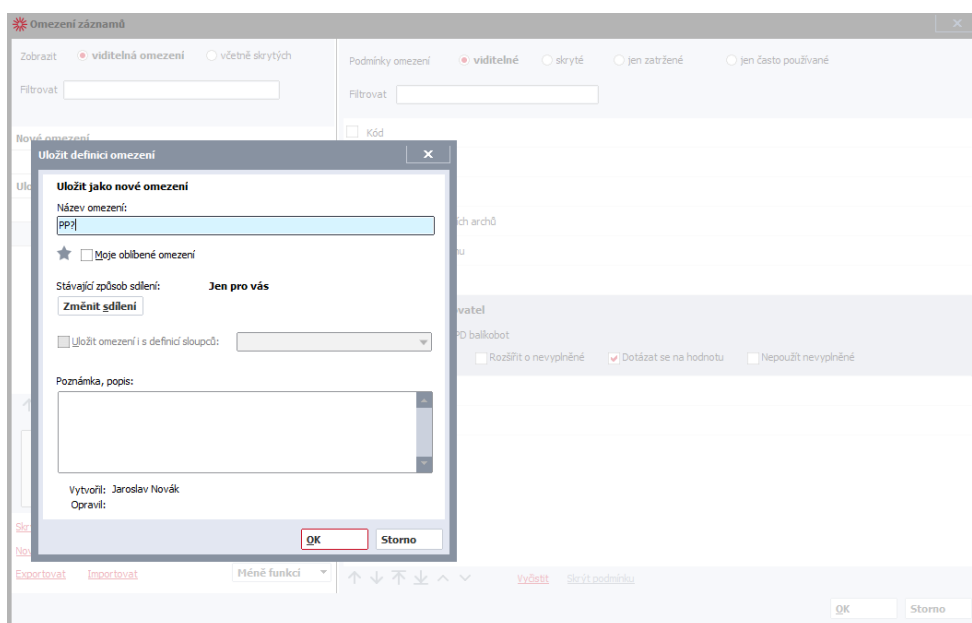 Omezení záznamů
Zobrazit viditelná omezení včetně skrytých
Filtrovat
Nové omezení
Podmínky omezení viditelné skryté jen zatržené jen často používané
Filtrovat
Kód
ích archů
vatel
PD balíkobot
Rozšířit o nevyplněné Dotázat se na hodnotu Nepoužít nevyplněné
Uložit definici omezení
Uložit jako nové omezení
Název omezení:
PP?
Moje oblíbené omezení
Stávající způsob sdílení: Jen pro vás
Změnit sdílení
Uložit omezení i s definicí sloupců:
Poznámka, popis:
Vytvořil: Jaroslav Novák
Opravil:
OK Storno
Exportovat Importovat Méně funkcí
Vyčistit Skrýt podmínku
OK Storno